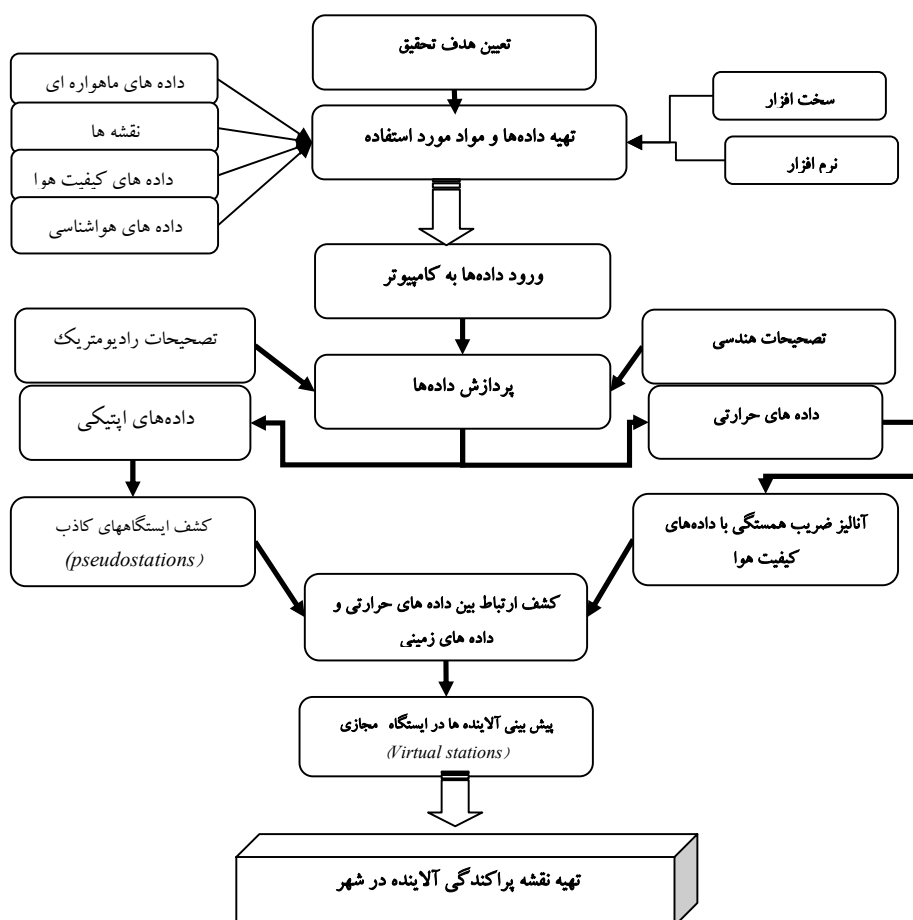 تعیین هدف تحقیق
داده های ماهواره ای
سخت افزار
نقشه ها
تهیه داده‌ها و مواد مورد استفاده
نرم افزار
داده های کیفیت هوا
داده های هواشناسی
ورود داده‌ها به کامپیوتر
تصحیحات رادیومتریك
تصحیحات هندسی
پردازش داده‌ها
داده‌های اپتیکی
داده های حرارتی
کشف ایستگاههای کاذب
(pseudostations)
آنالیز ضریب همستگی با داده‌های
کیفیت هوا
کشف ارتباط بین داده های حرارتی و
داده های زمینی
پیش بینی آلاینده ها در ایستگاه مجازی
(Virtual stations)
تهیه نقشه پراکندگی آلاینده در شهر